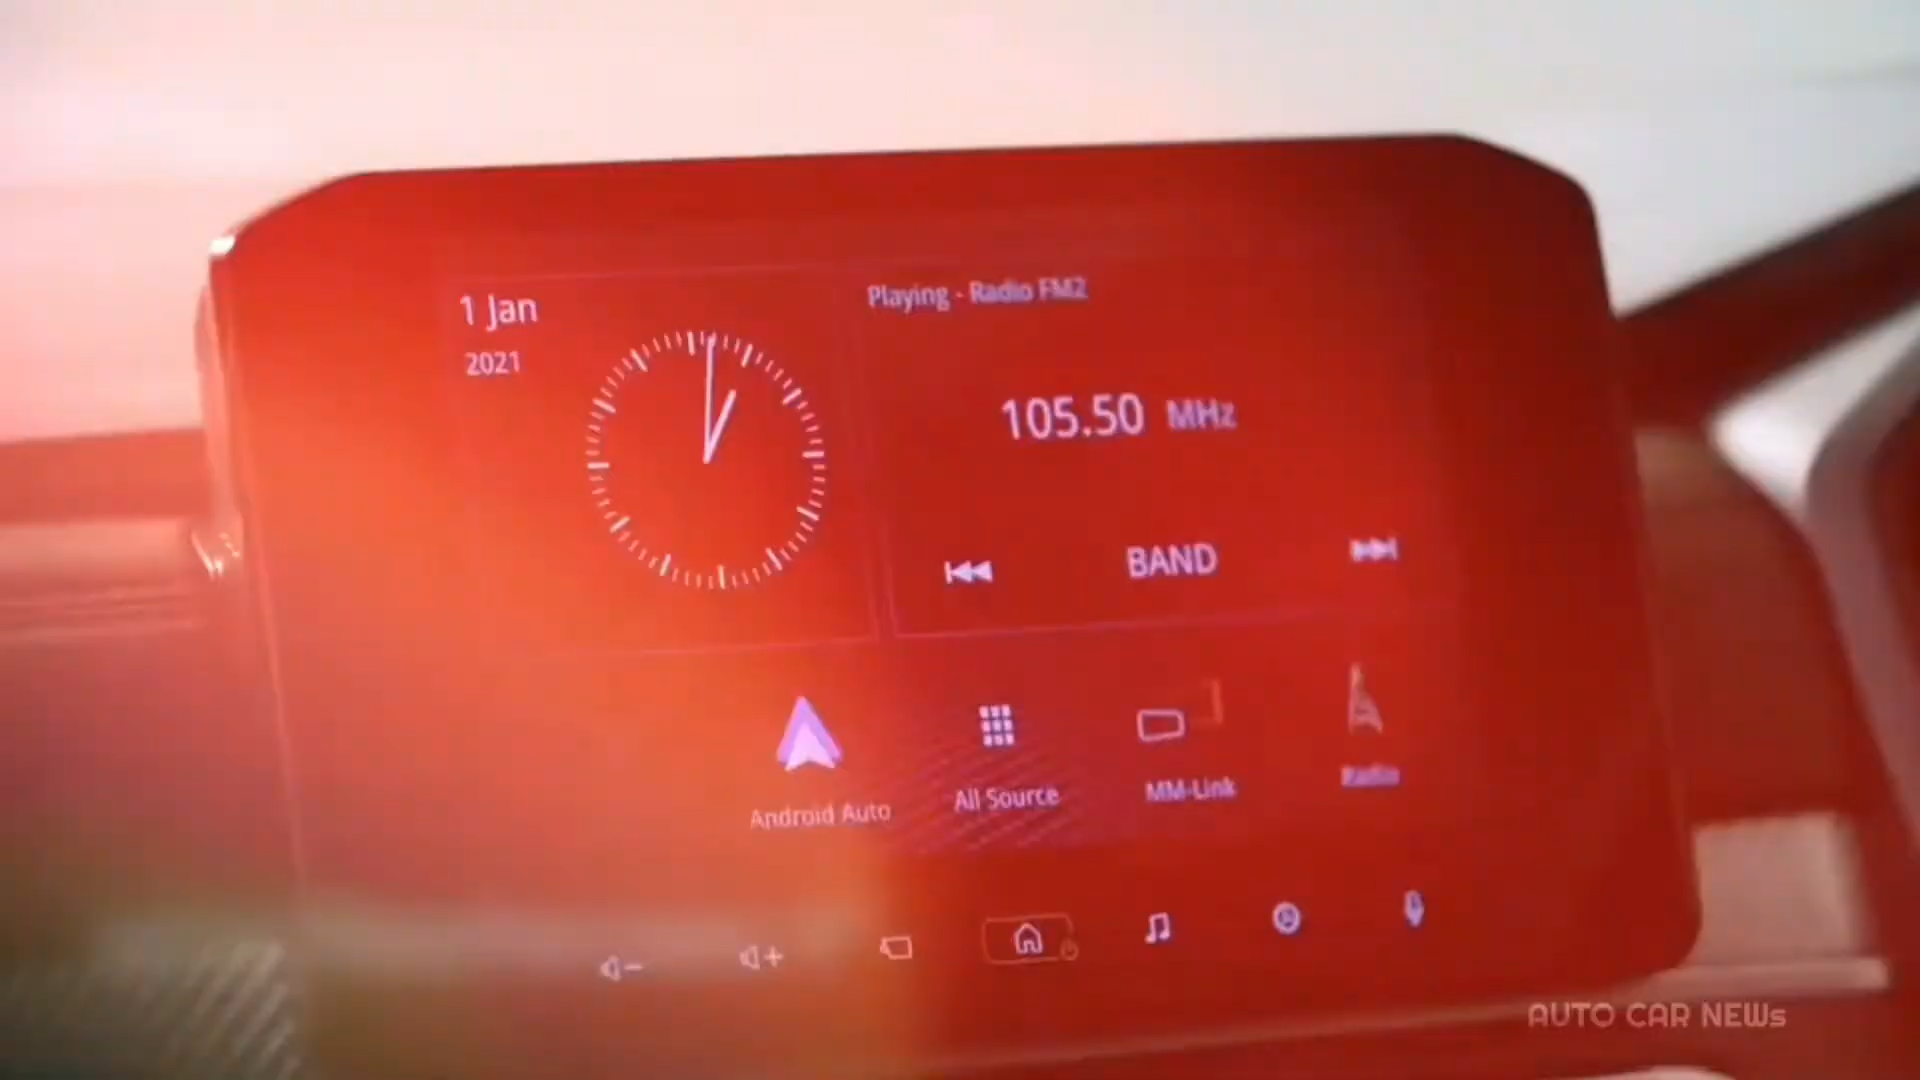 1 Jan
2021
Playing - Radio FM2
105.50 MHz
BAND
Android Auto
All Source
MM-Link
Radio
AUTO CAR NEWs